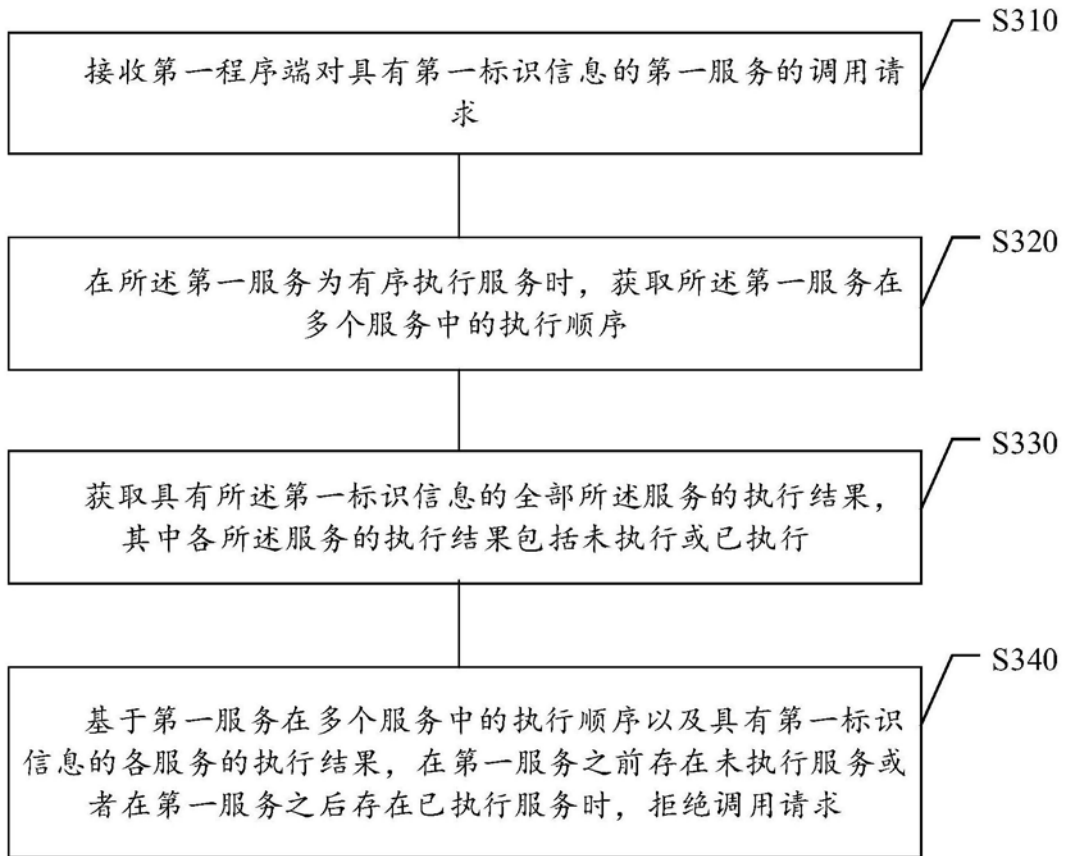 S310
接收第一程序端对具有第一标识信息的第一服务的调用请
求
S320
在所述第一服务为有序执行服务时，获取所述第一服务在
多个服务中的执行顺序
S330
获取具有所述第一标识信息的全部所述服务的执行结果，
其中各所述服务的执行结果包括未执行或已执行
S340
基于第一服务在多个服务中的执行顺序以及具有第一标识
信息的各服务的执行结果，在第一服务之前存在未执行服务或
者在第一服务之后存在已执行服务时，拒绝调用请求